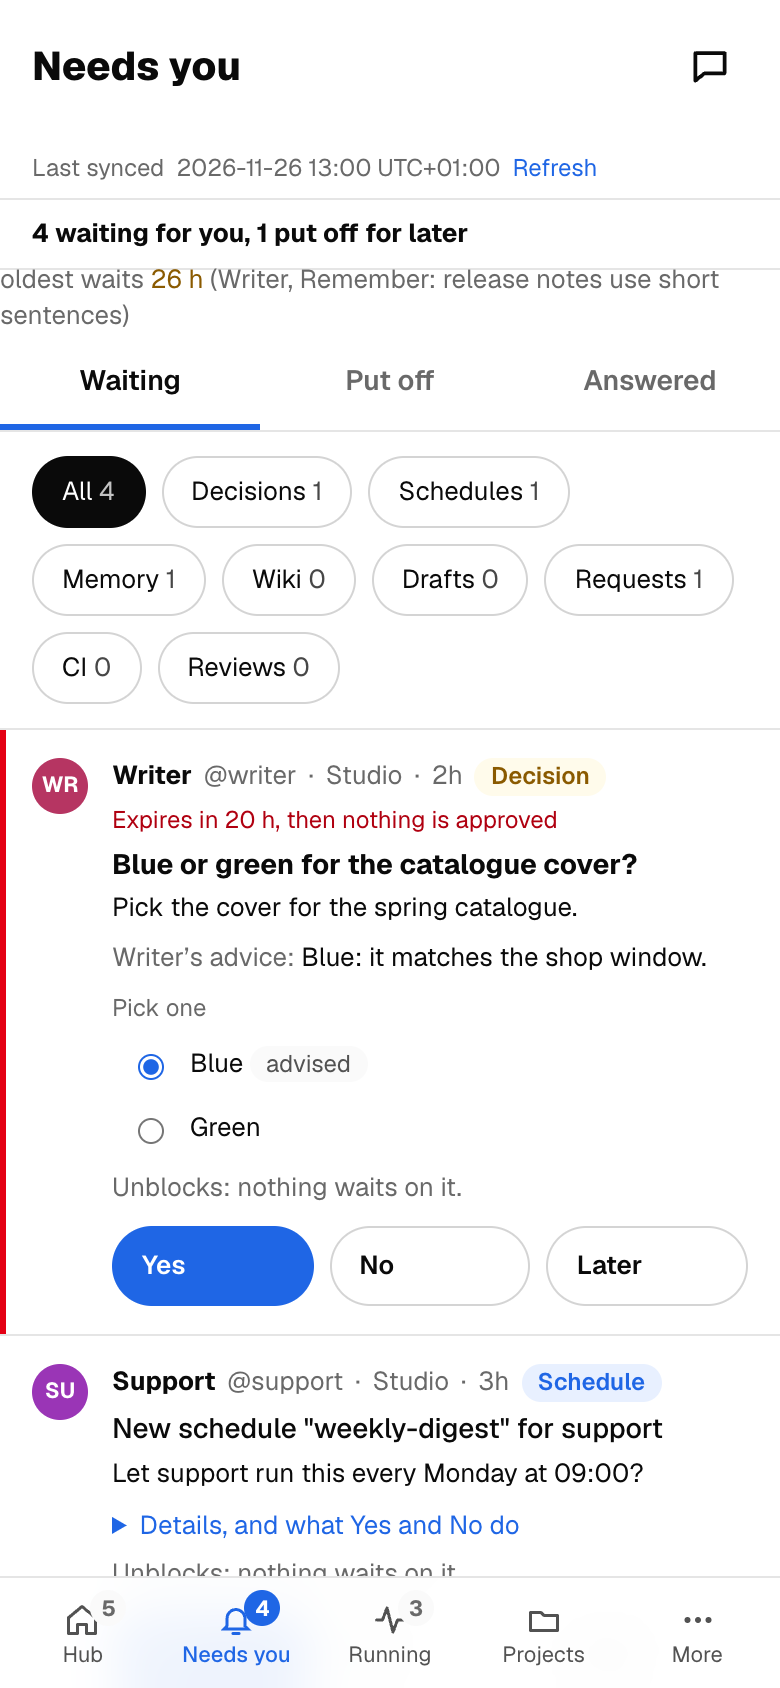 Needs you
Last synced 2026-11-26 13:00 UTC+01:00 Refresh
4 waiting for you, 1 put off for later
oldest waits 26 h (Writer, Remember: release notes use short
sentences)
Waiting Put off Answered
All 4 Decisions 1 Schedules 1
Memory 1 Wiki 0 Drafts 0 Requests 1
CI 0 Reviews 0
WR Writer @writer · Studio · 2h Decision
Expires in 20 h, then nothing is approved
Blue or green for the catalogue cover?
Pick the cover for the spring catalogue.
Writer’s advice: Blue: it matches the shop window.
Pick one
Blue advised
Green
Unblocks: nothing waits on it.
Yes No Later
SU Support @support · Studio · 3h Schedule
New schedule "weekly-digest" for support
Let support run this every Monday at 09:00?
Details, and what Yes and No do
Unblocks: nothing waits on it.
5 4 3
Hub Needs you Running Projects More